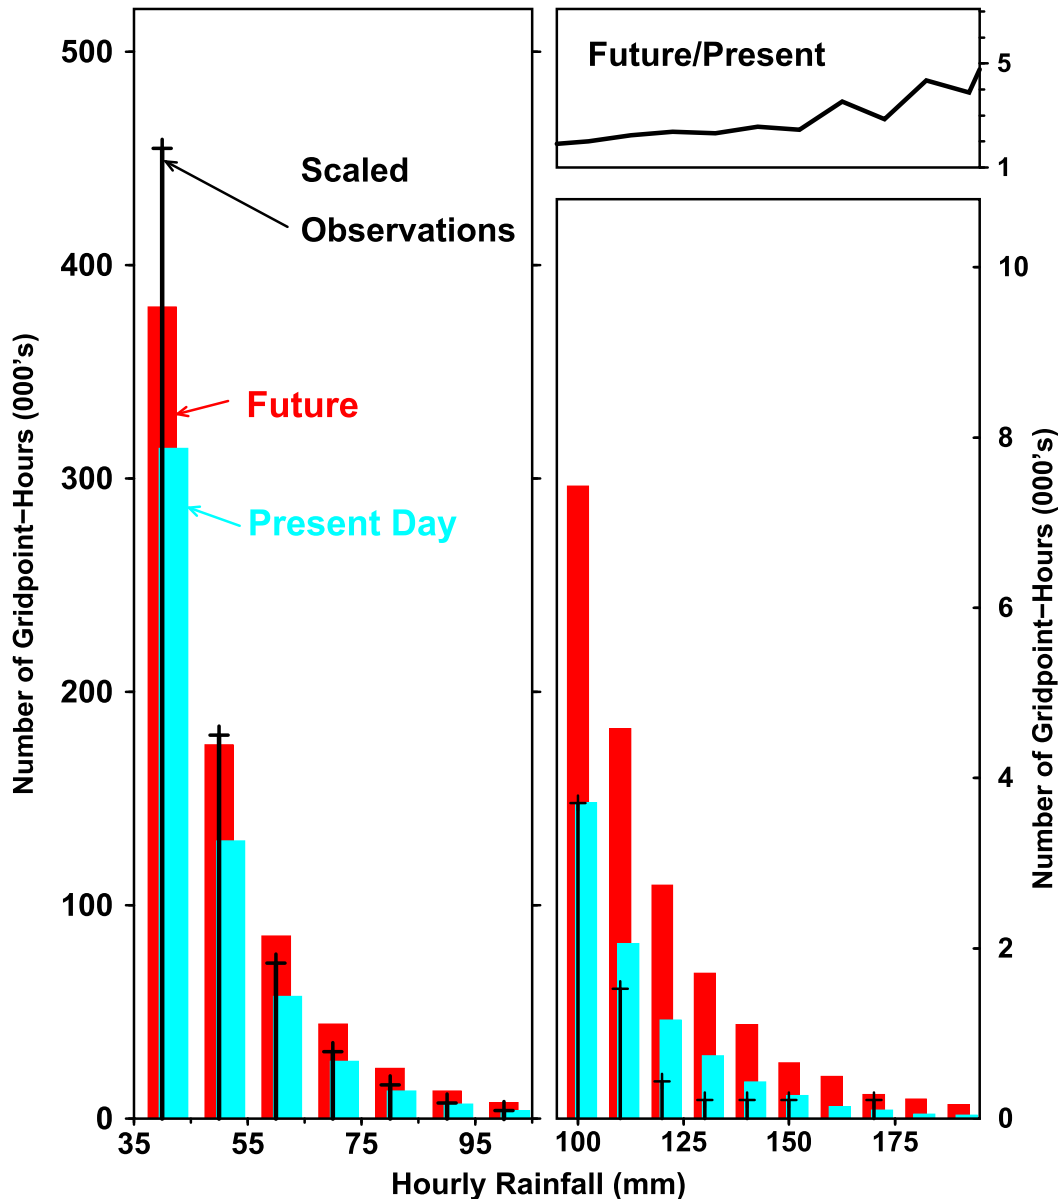 500
400
300
200
100
0
Number of Gridpoint−Hours (000's)
Scaled
Observations
Future
Present Day
35
55
75
95
Future/Present
5
1
10
8
6
4
2
0
Number of Gridpoint−Hours (000's)
100
125
150
175
Hourly Rainfall (mm)